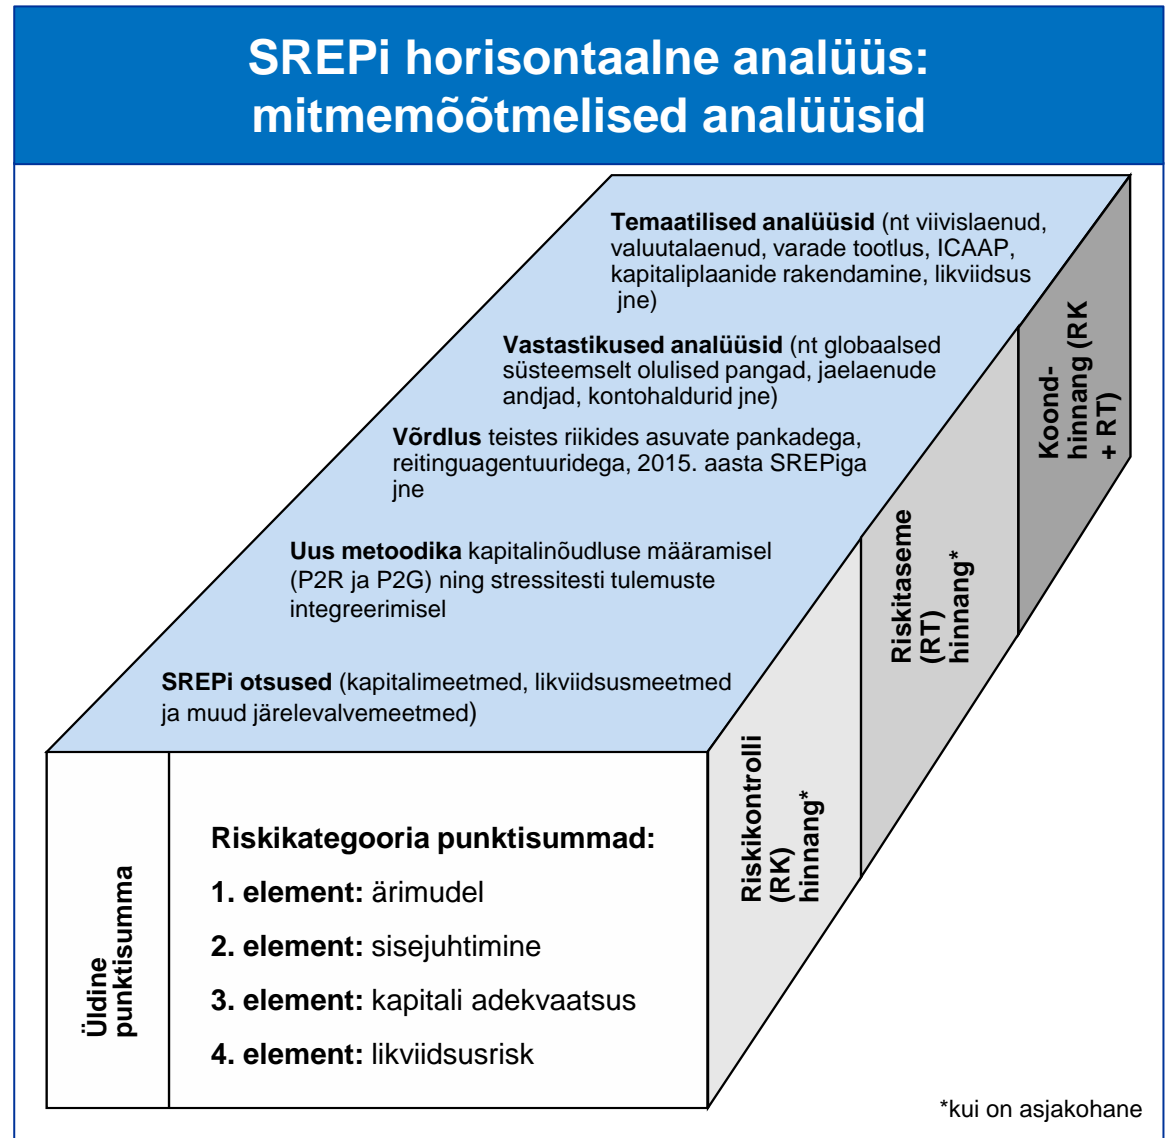 SREPi horisontaalne analüüs:
mitmemõõtmelised analüüsid
Temaatilised analüüsid (nt viivislaenud,
valuutalaenud, varade tootlus, ICAAP,
kapitaliplaanide rakendamine, likviidsus
jne)
Vastastikused analüüsid (nt globaalsed
süsteemselt olulised pangad, jaelaenude
andjad, kontohaldurid jne)
Võrdlus teistes riikides asuvate pankadega,
reitinguagentuuridega, 2015. aasta SREPiga
jne
Uus metoodika kapitalinõudluse määramisel
(P2R ja P2G) ning stressitesti tulemuste
integreerimisel
SREPi otsused (kapitalimeetmed, likviidsusmeetmed
ja muud järelevalvemeetmed)
Üldine
punktisumma
Riskikategooria punktisummad:
1. element: ärimudel
2. element: sisejuhtimine
3. element: kapitali adekvaatsus
4. element: likviidsusrisk
Riskikontrolli
(RK)
hinnang*
Riskitaseme
(RT)
hinnang*
Koond-
hinnang (RK
+ RT)
*kui on asjakohane